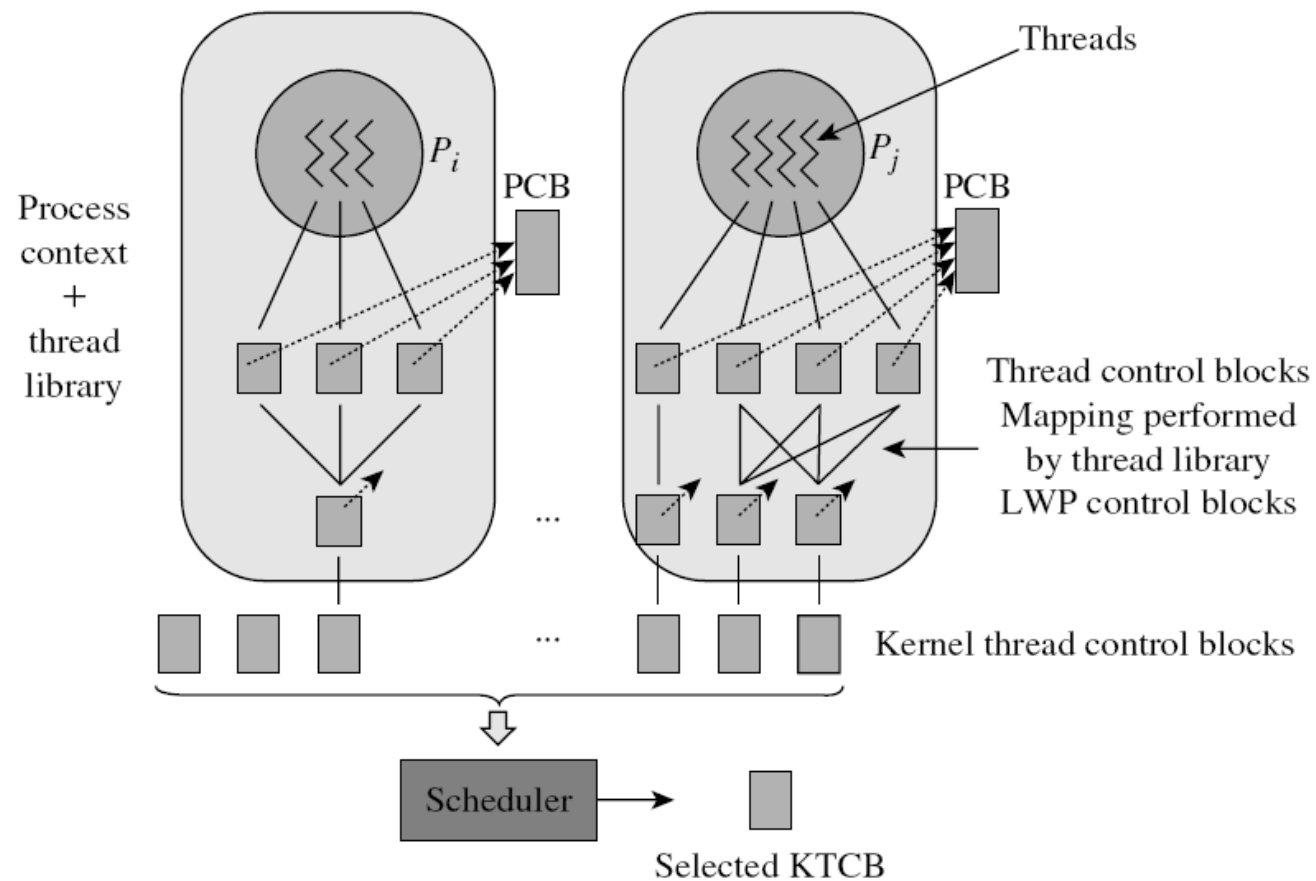 Threads
P_i
PCB
P_j
PCB
Process
context
+
thread
library
Thread control blocks
Mapping performed
by thread library
LWP control blocks
...
...
Kernel thread control blocks
Scheduler
Selected KTCB